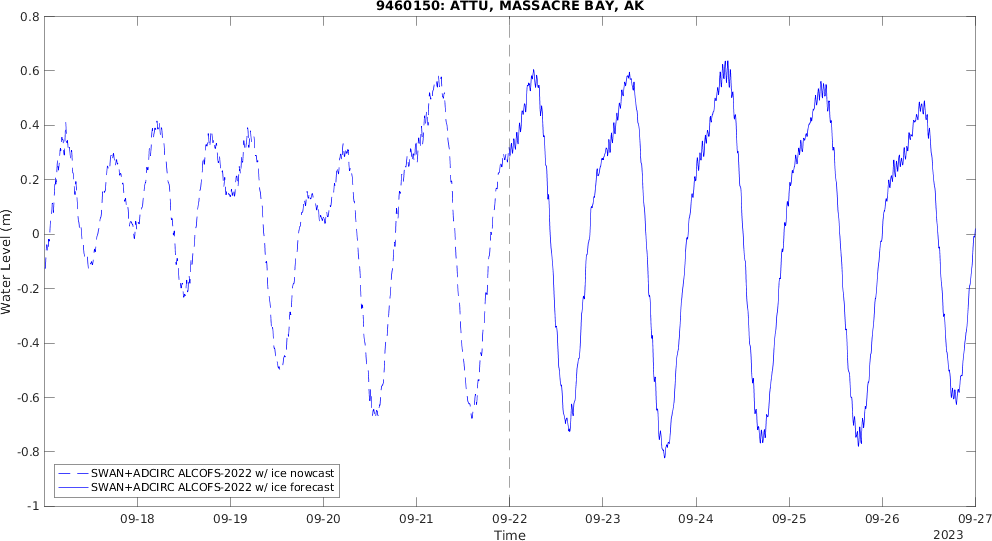 9460150: ATTU, MASSACRE BAY, AK
0.8
0.6
0.4
0.2
0
-0.2
-0.4
-0.6
-0.8
-1
Water Level (m)
SWAN+ADCIRC ALCOFS-2022 w/ ice nowcast
SWAN+ADCIRC ALCOFS-2022 w/ ice forecast
09-18 09-19 09-20 09-21 09-22 09-23 09-24 09-25 09-26 09-27
Time
2023